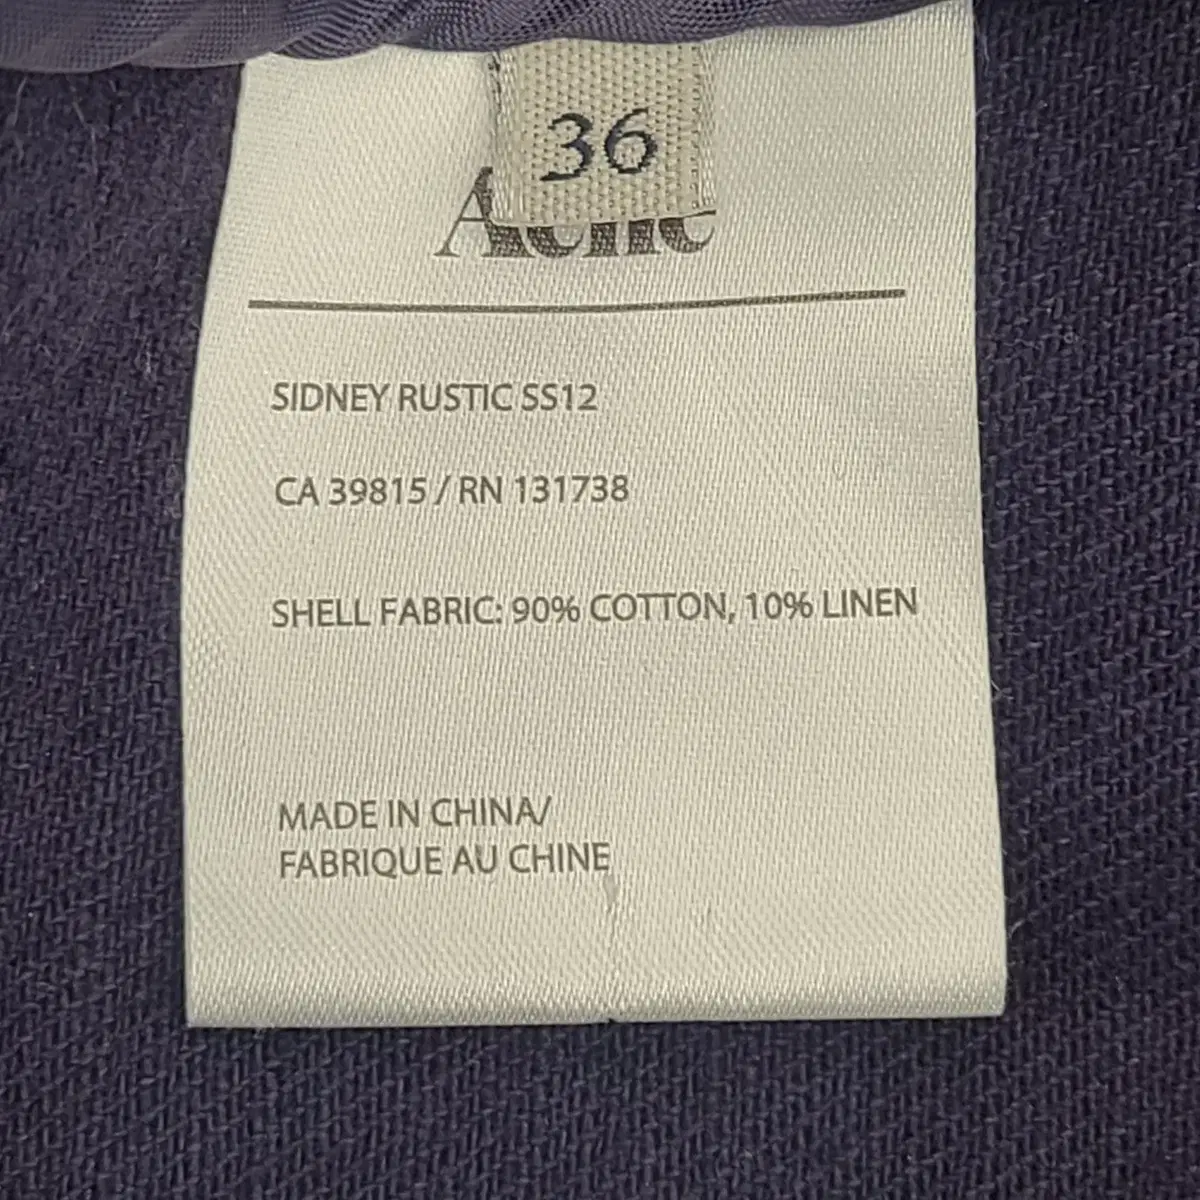 36
Acne
SIDNEY RUSTIC SS12
CA 39815 / RN 131738
SHELL FABRIC: 90% COTTON, 10% LINEN
MADE IN CHINA/
FABRIQUE AU CHINE